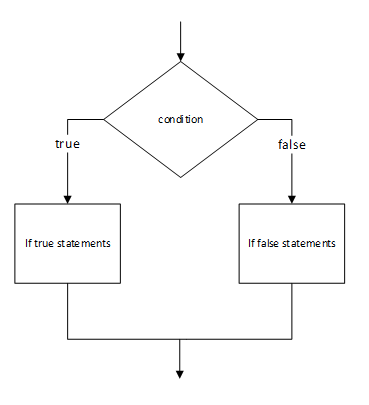 condition
true
false
If true statements
If false statements